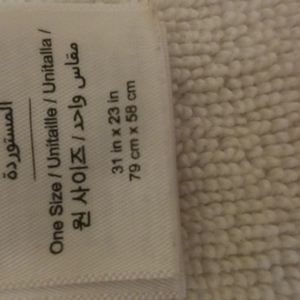 المستوردة
One Size / Unitaille / Unitalla /
원 사이즈 / مقاس واحد /
31 in x 23 in
79 cm x 58 cm